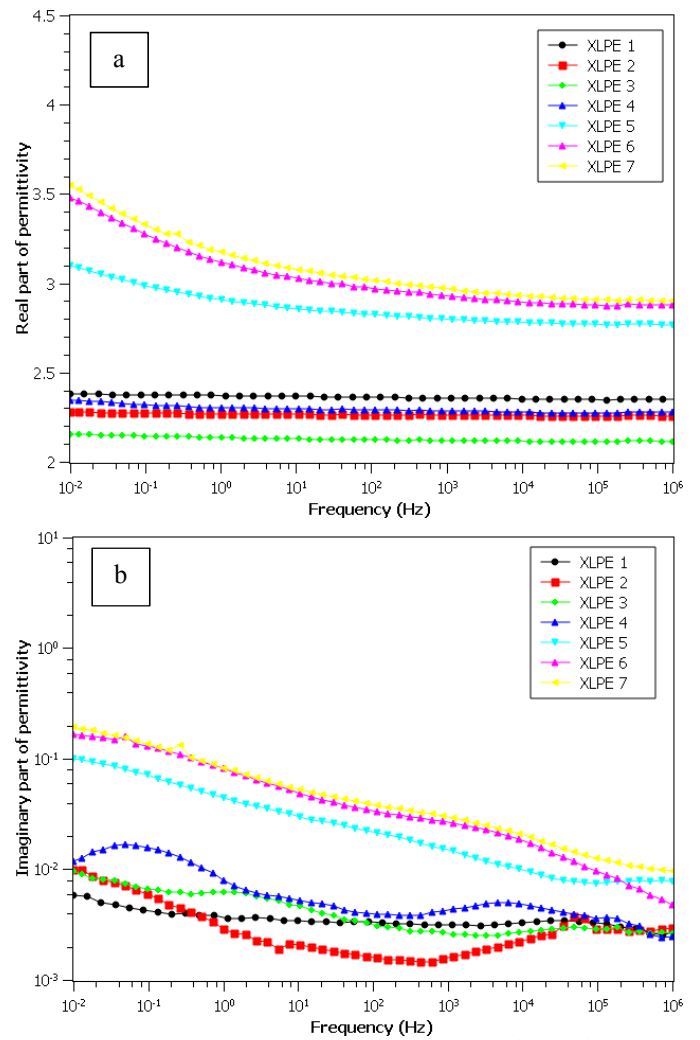 4.5
a
XLPE 1
XLPE 2
XLPE 3
XLPE 4
XLPE 5
XLPE 6
XLPE 7
4
3.5
3
2.5
2
Real part of permittivity
10-2 10-1 100 101 102 103 104 105 106
Frequency (Hz)
101
b
XLPE 1
XLPE 2
XLPE 3
XLPE 4
XLPE 5
XLPE 6
XLPE 7
100
10-1
10-2
10-3
Imaginary part of permittivity
10-2 10-1 100 101 102 103 104 105 106
Frequency (Hz)